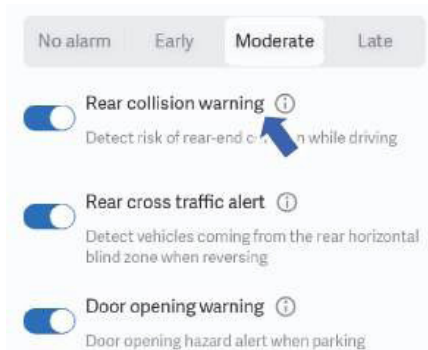 No alarm Early Moderate Late
Rear collision warning
Detect risk of rear-end while driving
Rear cross traffic alert
Detect vehicles coming from the rear horizontal
blind zone when reversing
Door opening warning
Door opening hazard alert when parking